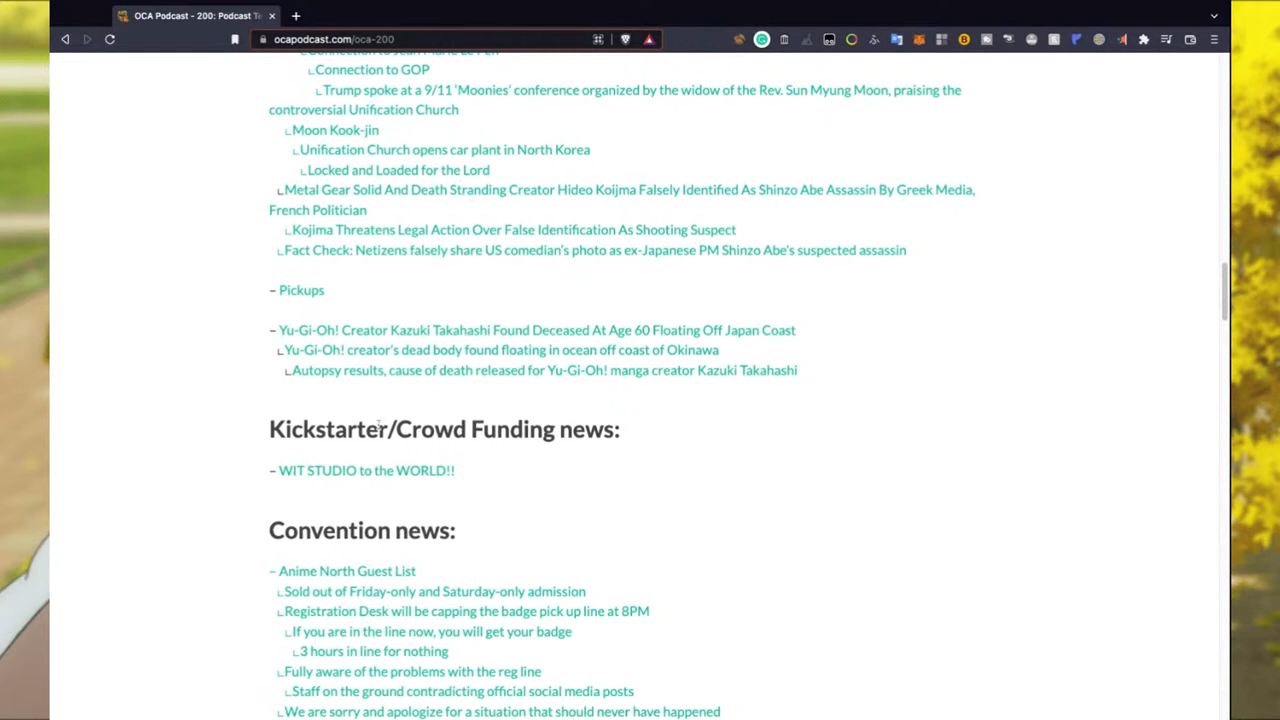 OCA Podcast - 200: Podcast Te
ocapodcast.com/oca-200
Connection to Jean-Marie Le Pen
∟Connection to GOP
∟Trump spoke at a 9/11 'Moonies' conference organized by the widow of the Rev. Sun Myung Moon, praising the
controversial Unification Church
∟Moon Kook-jin
∟Unification Church opens car plant in North Korea
∟Locked and Loaded for the Lord
∟Metal Gear Solid And Death Stranding Creator Hideo Koijma Falsely Identified As Shinzo Abe Assassin By Greek Media,
French Politician
∟Kojima Threatens Legal Action Over False Identification As Shooting Suspect
∟Fact Check: Netizens falsely share US comedian's photo as ex-Japanese PM Shinzo Abe's suspected assassin
– Pickups
– Yu-Gi-Oh! Creator Kazuki Takahashi Found Deceased At Age 60 Floating Off Japan Coast
∟Yu-Gi-Oh! creator's dead body found floating in ocean off coast of Okinawa
∟Autopsy results, cause of death released for Yu-Gi-Oh! manga creator Kazuki Takahashi
Kickstarter/Crowd Funding news:
– WIT STUDIO to the WORLD!!
Convention news:
– Anime North Guest List
∟Sold out of Friday-only and Saturday-only admission
∟Registration Desk will be capping the badge pick up line at 8PM
∟If you are in the line now, you will get your badge
∟3 hours in line for nothing
∟Fully aware of the problems with the reg line
∟Staff on the ground contradicting official social media posts
∟We are sorry and apologize for a situation that should never have happened